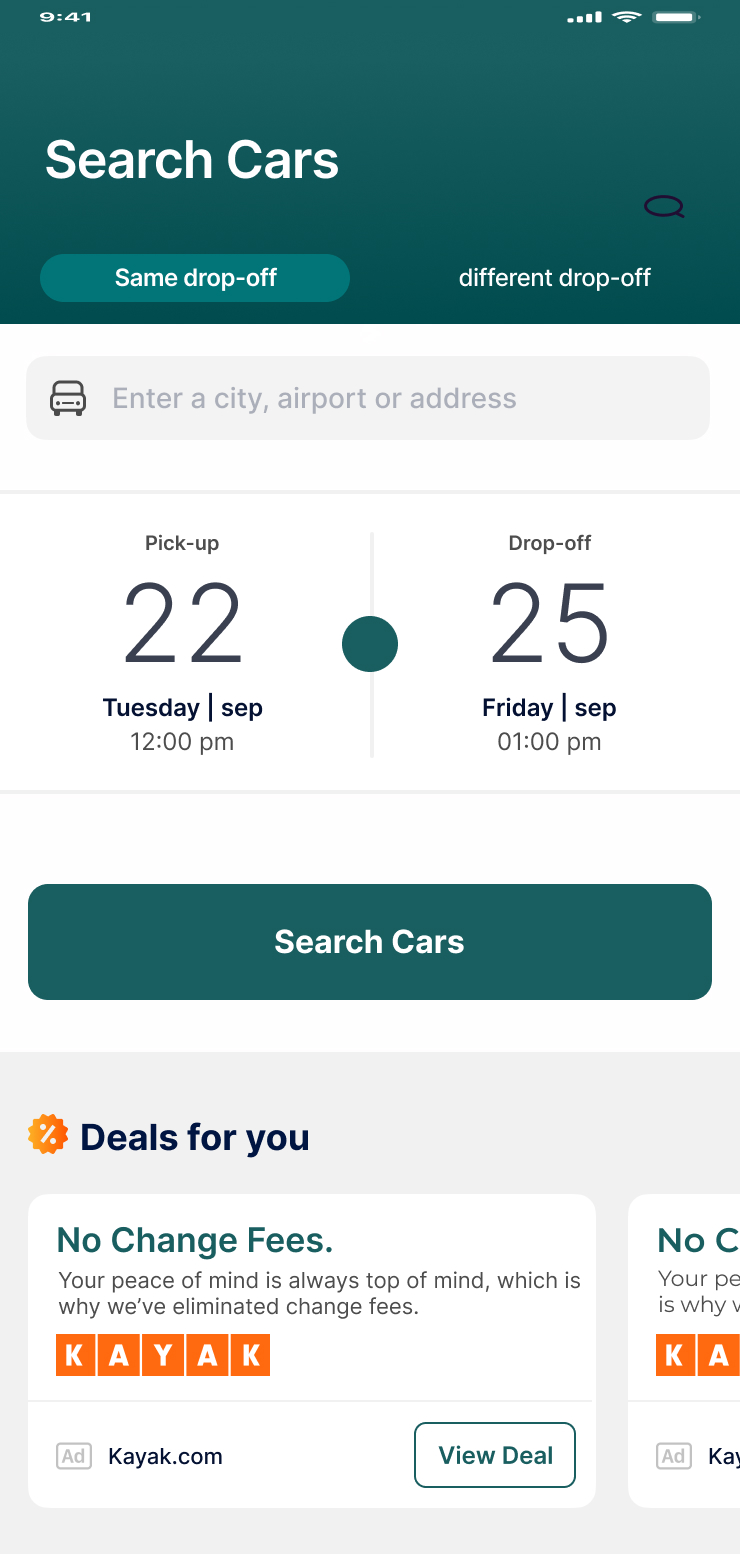 9:41
Search Cars
Same drop-off
different drop-off
Enter a city, airport or address
Pick-up
22
Tuesday | sep
12:00 pm
Drop-off
25
Friday | sep
01:00 pm
Search Cars
Deals for you
No Change Fees.
Your peace of mind is always top of mind, which is
why we’ve eliminated change fees.
KAYAK
Ad Kayak.com
View Deal
No C
Your pe
is why w
KA
Ad Kay